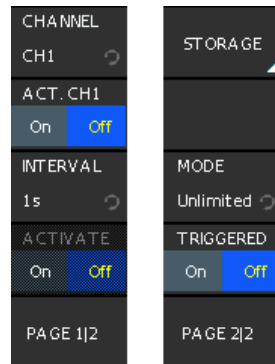 CHANNEL
CH1
ACT. CH1
On Off
INTERVAL
1s
ACTIVATE
On Off
PAGE 1|2
STORAGE
MODE
Unlimited
TRIGGERED
On Off
PAGE 2|2